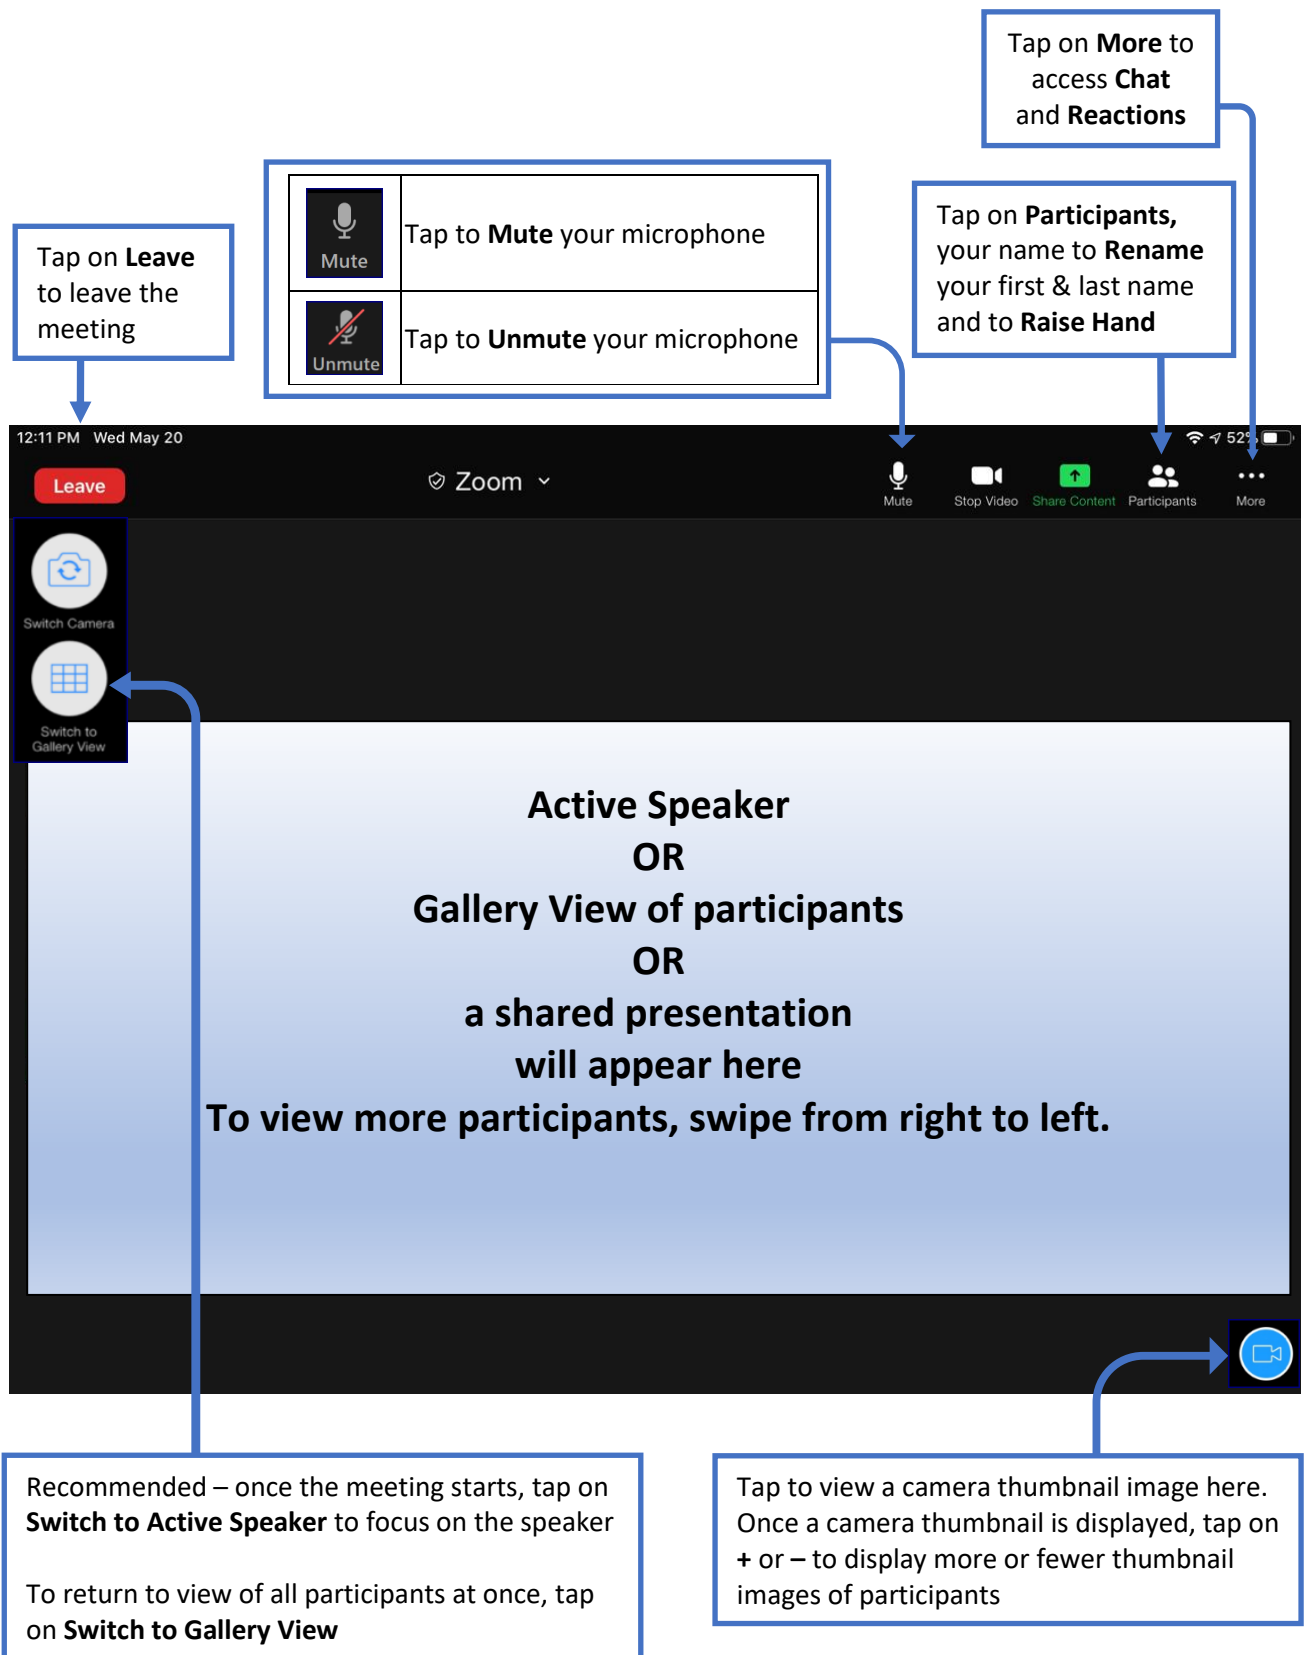 Tap on More to
access Chat
and Reactions
Mute
Tap to Mute your microphone
Unmute
Tap to Unmute your microphone
Tap on Participants,
your name to Rename
your first & last name
and to Raise Hand
Tap on Leave
to leave the
meeting
12:11 PM Wed May 20
52%
Leave
Zoom
Mute
Stop Video
Share Content
Participants
More
Switch Camera
Switch to
Gallery View
Active Speaker
OR
Gallery View of participants
OR
a shared presentation
will appear here
To view more participants, swipe from right to left.
Recommended – once the meeting starts, tap on
Switch to Active Speaker to focus on the speaker
To return to view of all participants at once, tap
on Switch to Gallery View
Tap to view a camera thumbnail image here.
Once a camera thumbnail is displayed, tap on
+ or – to display more or fewer thumbnail
images of participants